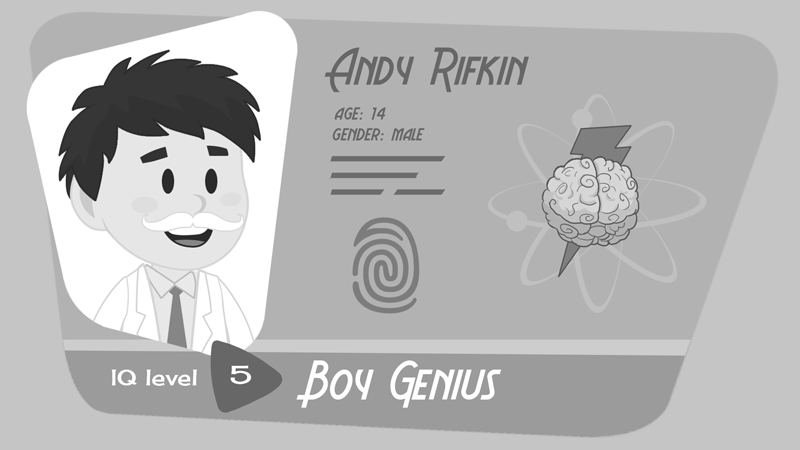 Andy Rifkin
AGE: 14
GENDER: MALE
IQ level 5
Boy Genius